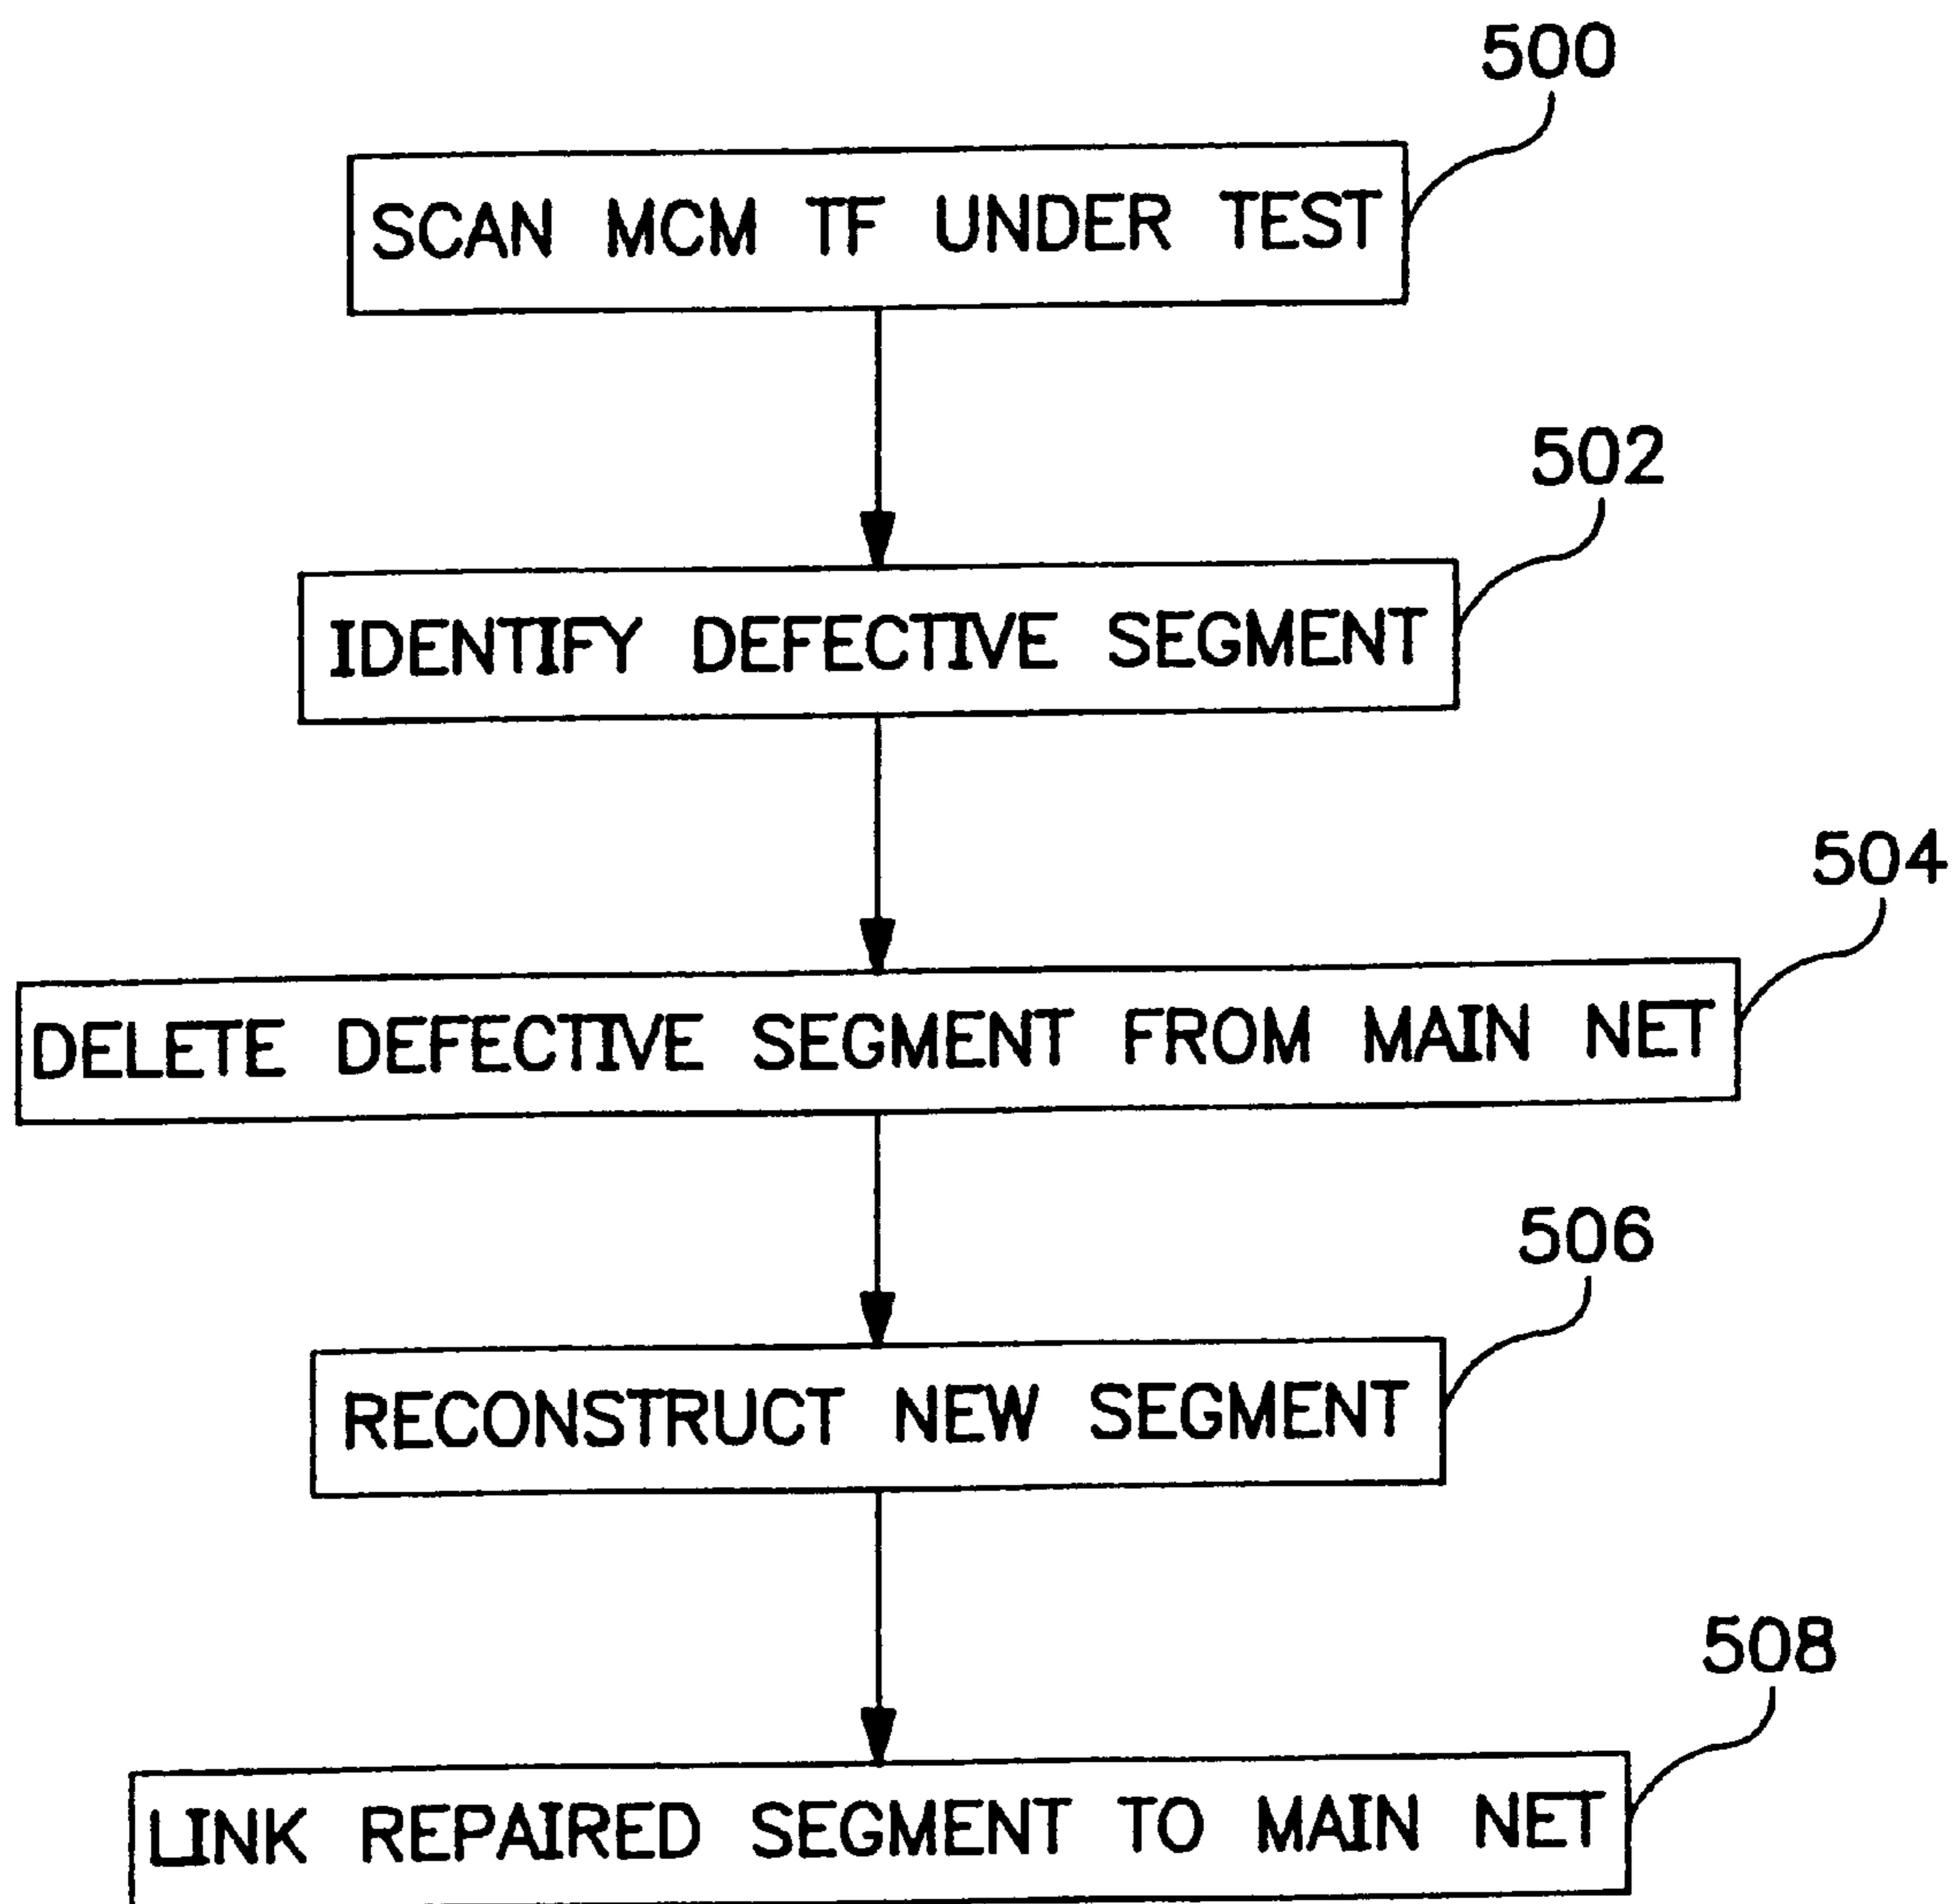 500
SCAN MCM TF UNDER TEST
502
IDENTIFY DEFECTIVE SEGMENT
504
DELETE DEFECTIVE SEGMENT FROM MAIN NET
506
RECONSTRUCT NEW SEGMENT
508
LINK REPAIRED SEGMENT TO MAIN NET